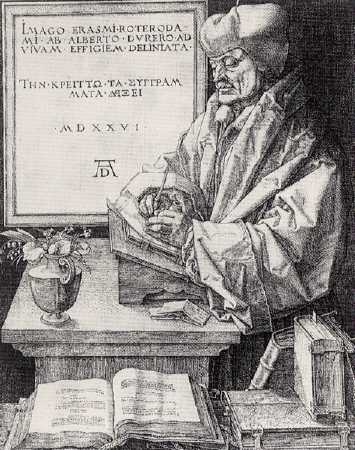 IMAGO·ERASMI·ROTERODA
MI·AB·ALBERTO·DVRERO·AD
VIVAM·EFFIGIEM·DELINIATA·
ΤΗΝ·ΚΡΕΙΤΤΩ·ΤΑ·ΣΥΓΓΡΑΜ
ΜΑΤΑ·ΔΕΙΞΕΙ
·MDXXVI·
AD